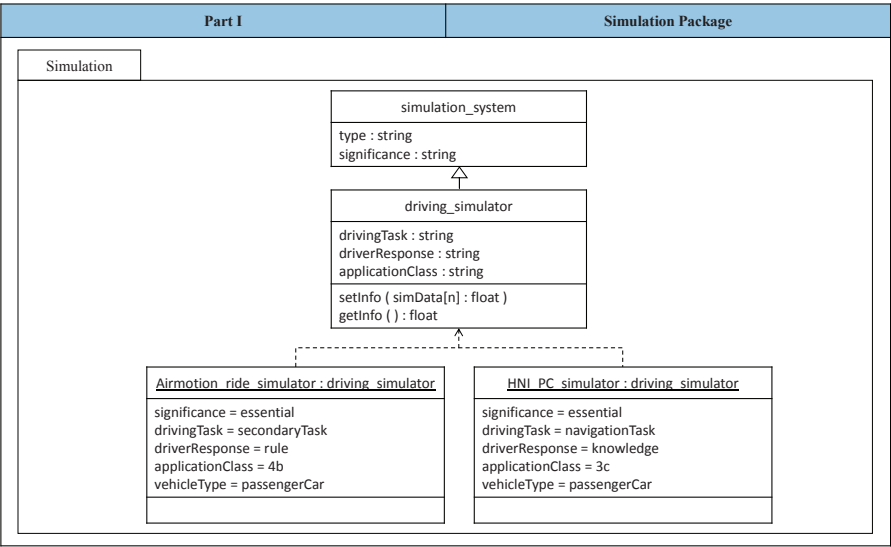 Part I
Simulation Package
Simulation
simulation_system
type : string
significance : string
driving_simulator
drivingTask : string
driverResponse : string
applicationClass : string
setInfo ( simData[n] : float )
getInfo ( ) : float
Airmotion_ride_simulator : driving_simulator
significance = essential
drivingTask = secondaryTask
driverResponse = rule
applicationClass = 4b
vehicleType = passengerCar
HNI_PC_simulator : driving_simulator
significance = essential
drivingTask = navigationTask
driverResponse = knowledge
applicationClass = 3c
vehicleType = passengerCar